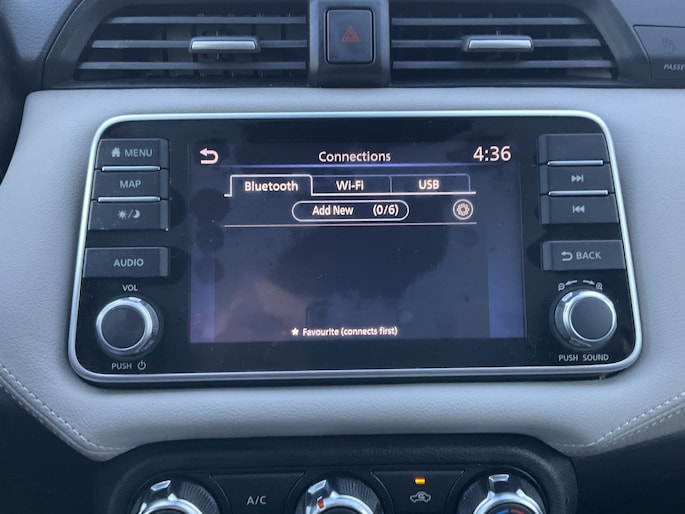 PASSE
MENU
MAP
AUDIO
VOL
PUSH
Connections
4:36
Bluetooth
Wi-Fi
USB
Add New (0/6)
★ Favourite (connects first)
BACK
PUSH SOUND
A/C